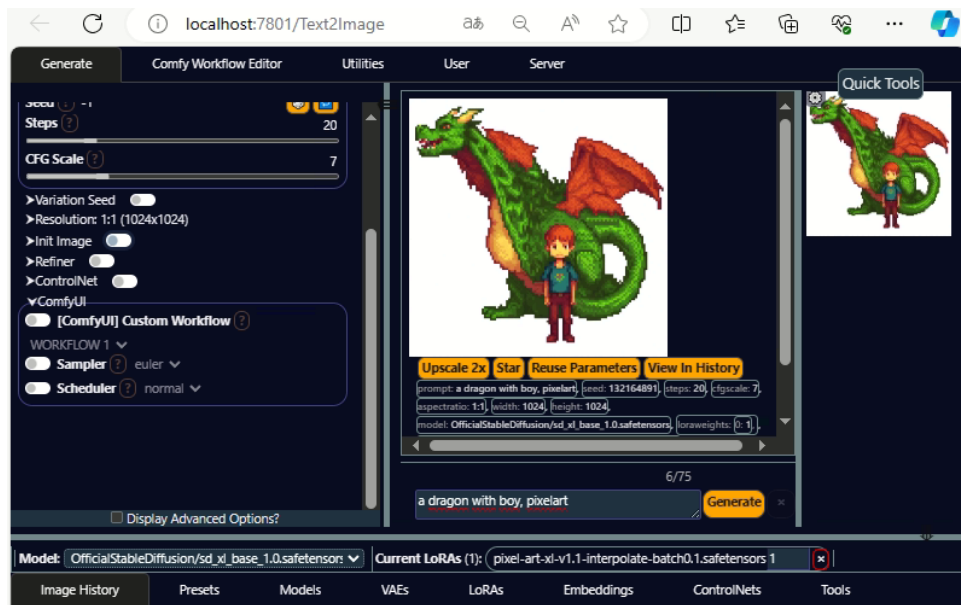 localhost:7801/Text2Image
Generate Comfy Workflow Editor Utilities User Server
Quick Tools
Seed ? -1
Steps ? 20
CFG Scale ? 7
Variation Seed
Resolution: 1:1 (1024x1024)
Init Image
Refiner
ControlNet
ComfyUI
[ComfyUI] Custom Workflow ?
WORKFLOW 1
Sampler ? euler
Scheduler ? normal
Display Advanced Options?
Upscale 2x Star Reuse Parameters View In History
prompt: a dragon with boy, pixelart, seed: 132164891, steps: 20, cfgscale: 7,
aspectratio: 1:1, width: 1024, height: 1024,
model: OfficialStableDiffusion/sd_xl_base_1.0.safetensors, loraweights: 0: 1,
6/75
a dragon with boy, pixelart
Generate ×
Model: OfficialStableDiffusion/sd_xl_base_1.0.safetensors Current LoRAs (1): pixel-art-xl-v1.1-interpolate-batch0.1.safetensors 1 ×
Image History Presets Models VAEs LoRAs Embeddings ControlNets Tools